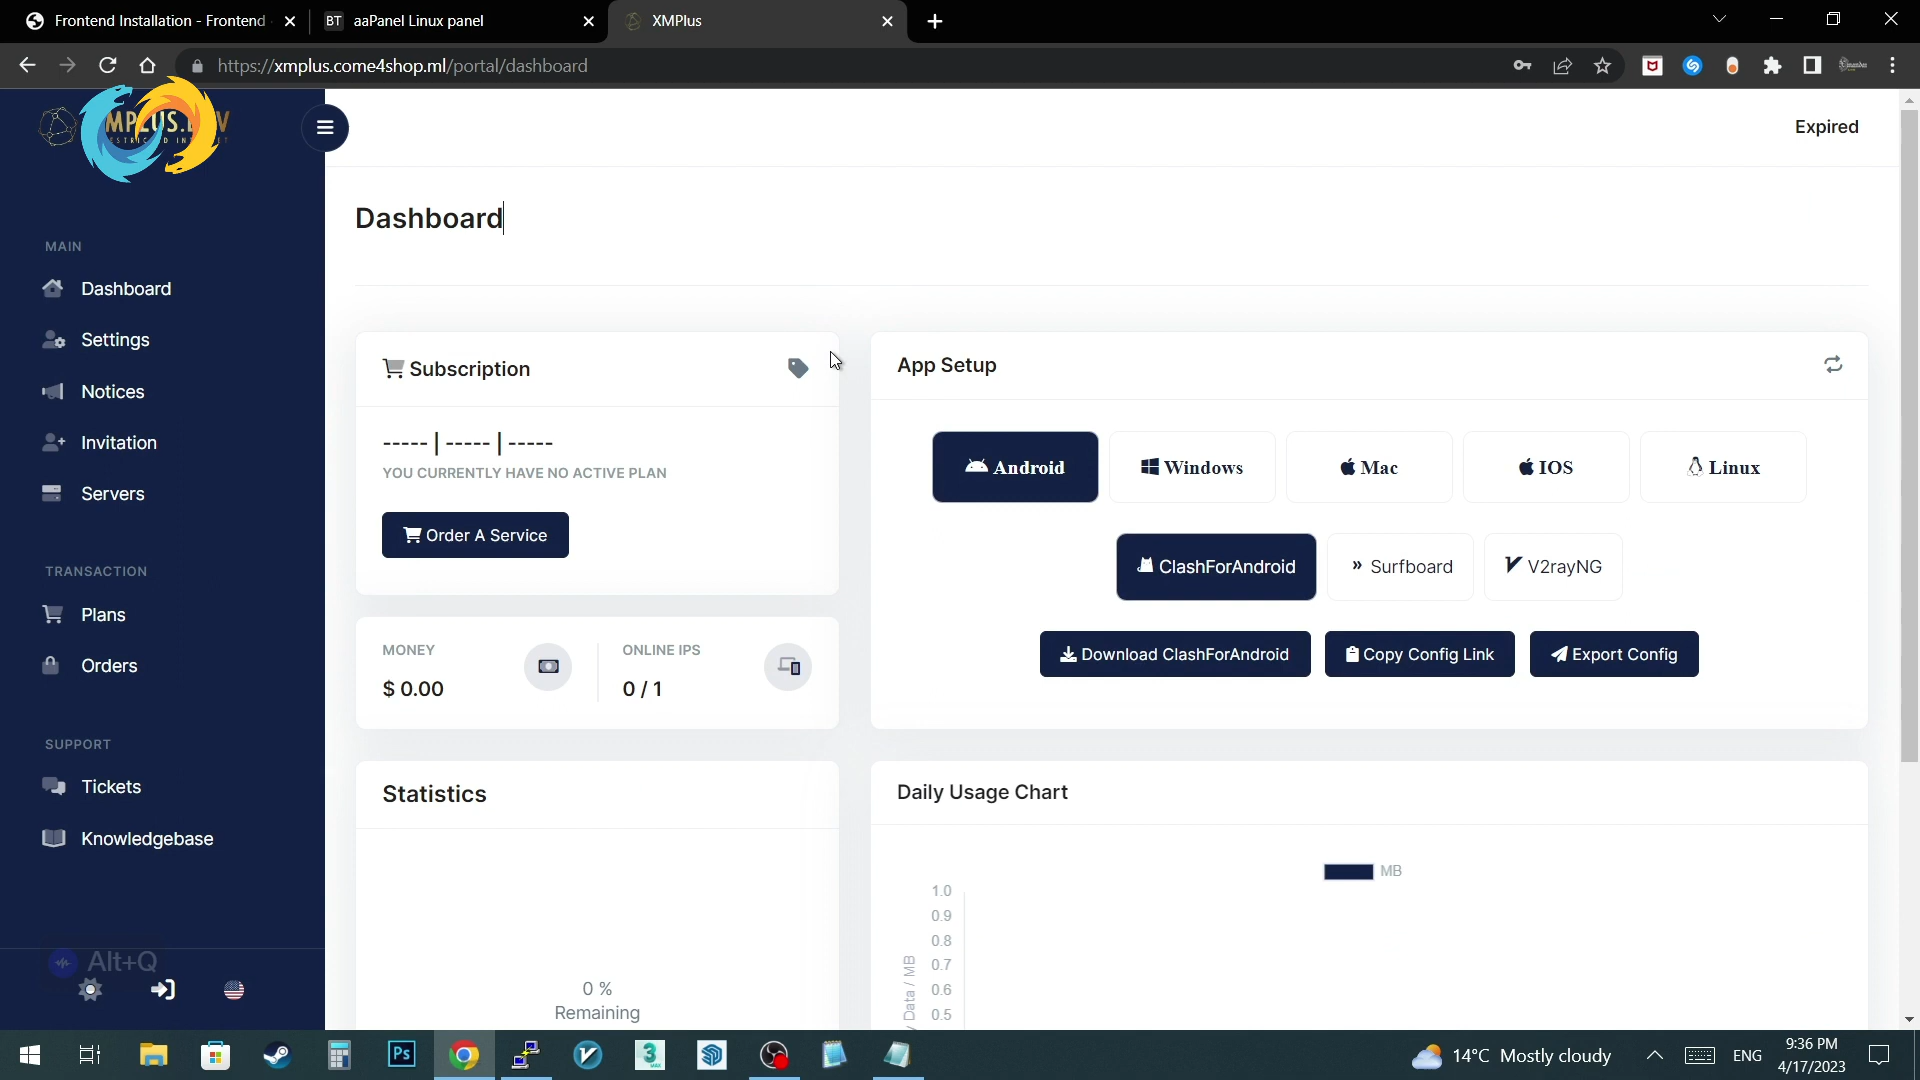 Frontend Installation - Frontend
BT aaPanel Linux panel
XMPlus
https://xmplus.come4shop.ml/portal/dashboard
Expired
Dashboard
MAIN
Dashboard
Settings
Notices
Invitation
Servers
TRANSACTION
Plans
Orders
SUPPORT
Tickets
Knowledgebase
Alt+Q
Subscription
----- | ----- | -----
YOU CURRENTLY HAVE NO ACTIVE PLAN
Order A Service
MONEY
$ 0.00
ONLINE IPS
0 / 1
App Setup
Android
Windows
Mac
IOS
Linux
ClashForAndroid
Surfboard
V2rayNG
Download ClashForAndroid
Copy Config Link
Export Config
Statistics
0 %
Remaining
Daily Usage Chart
MB
1.0
0.9
0.8
0.7
0.6
0.5
Data / MB
Ps
3
14°C Mostly cloudy
ENG
9:36 PM
4/17/2023